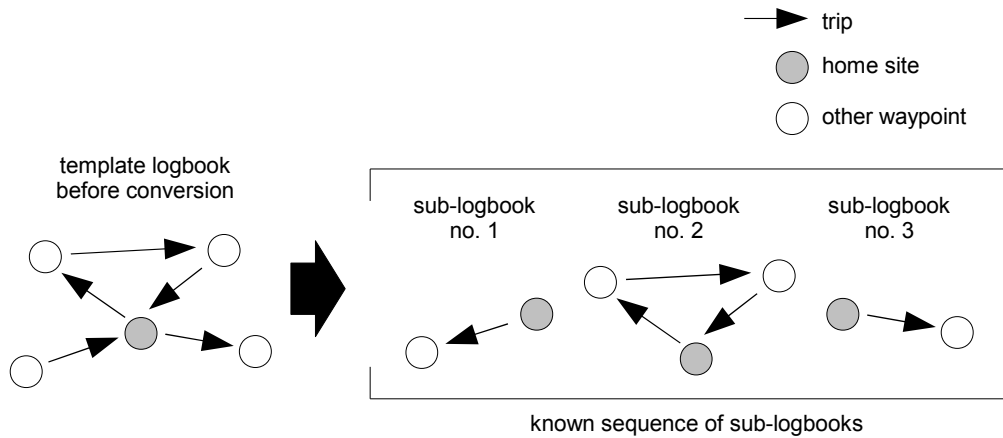 trip
home site
other waypoint
template logbook
before conversion
sub-logbook
no. 1
sub-logbook
no. 2
sub-logbook
no. 3
known sequence of sub-logbooks